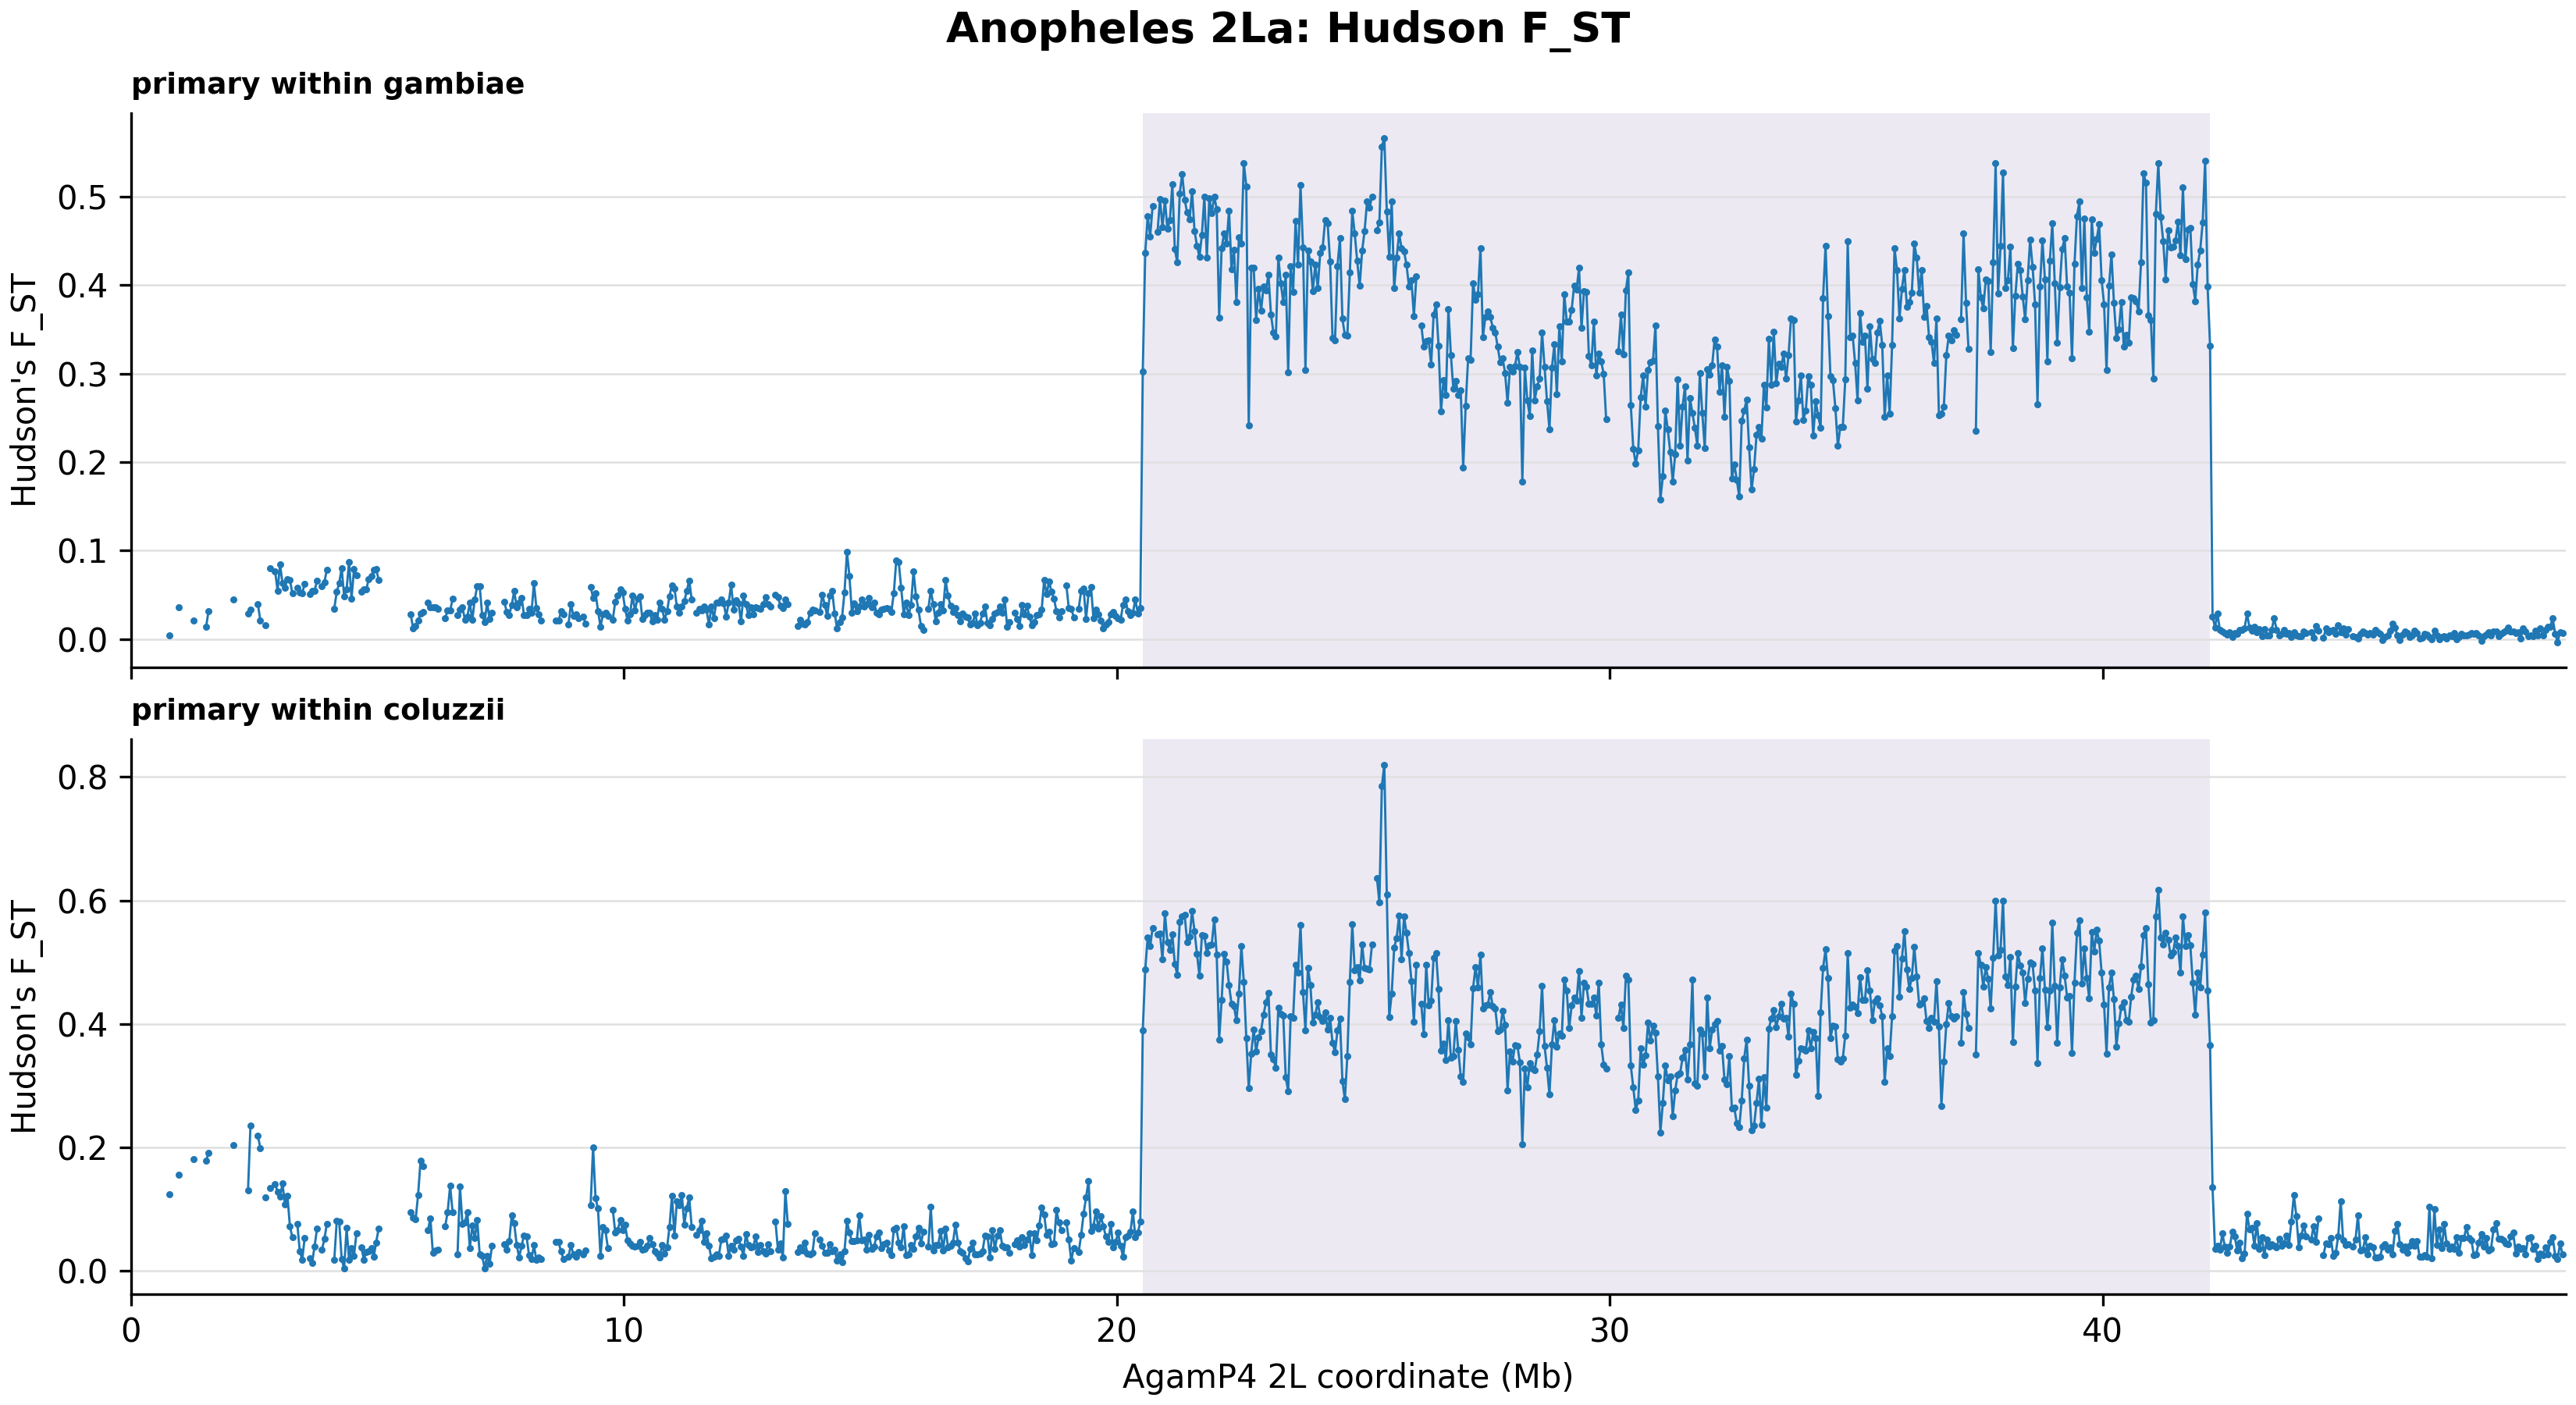 Anopheles 2La: Hudson F_ST
primary within gambiae
Hudson's F_ST
0.5
0.4
0.3
0.2
0.1
0.0
primary within coluzzii
Hudson's F_ST
0.8
0.6
0.4
0.2
0.0
0 10 20 30 40
AgamP4 2L coordinate (Mb)